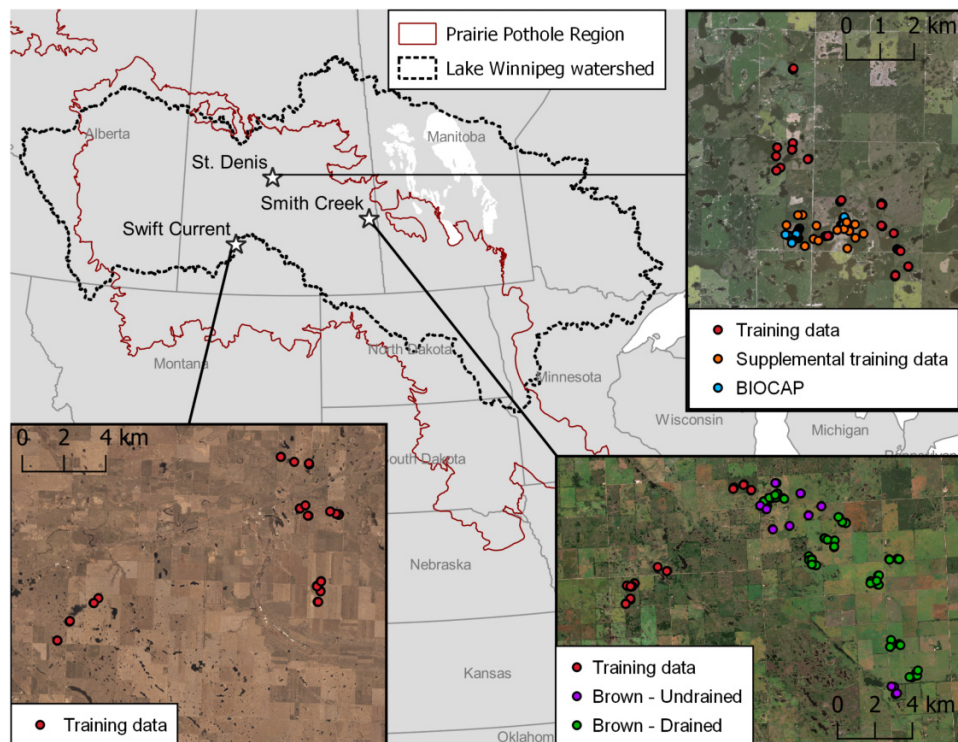 Prairie Pothole Region
Lake Winnipeg watershed
0 1 2 km
Alberta
Manitoba
St. Denis
Smith Creek
Swift Current
Training data
Supplemental training data
BIOCAP
Montana
North Dakota
Minnesota
Wisconsin
Michigan
0 2 4 km
South Dakota
Nebraska
Kansas
Training data
Training data
Brown - Undrained
Brown - Drained
0 2 4 km
Oklahom